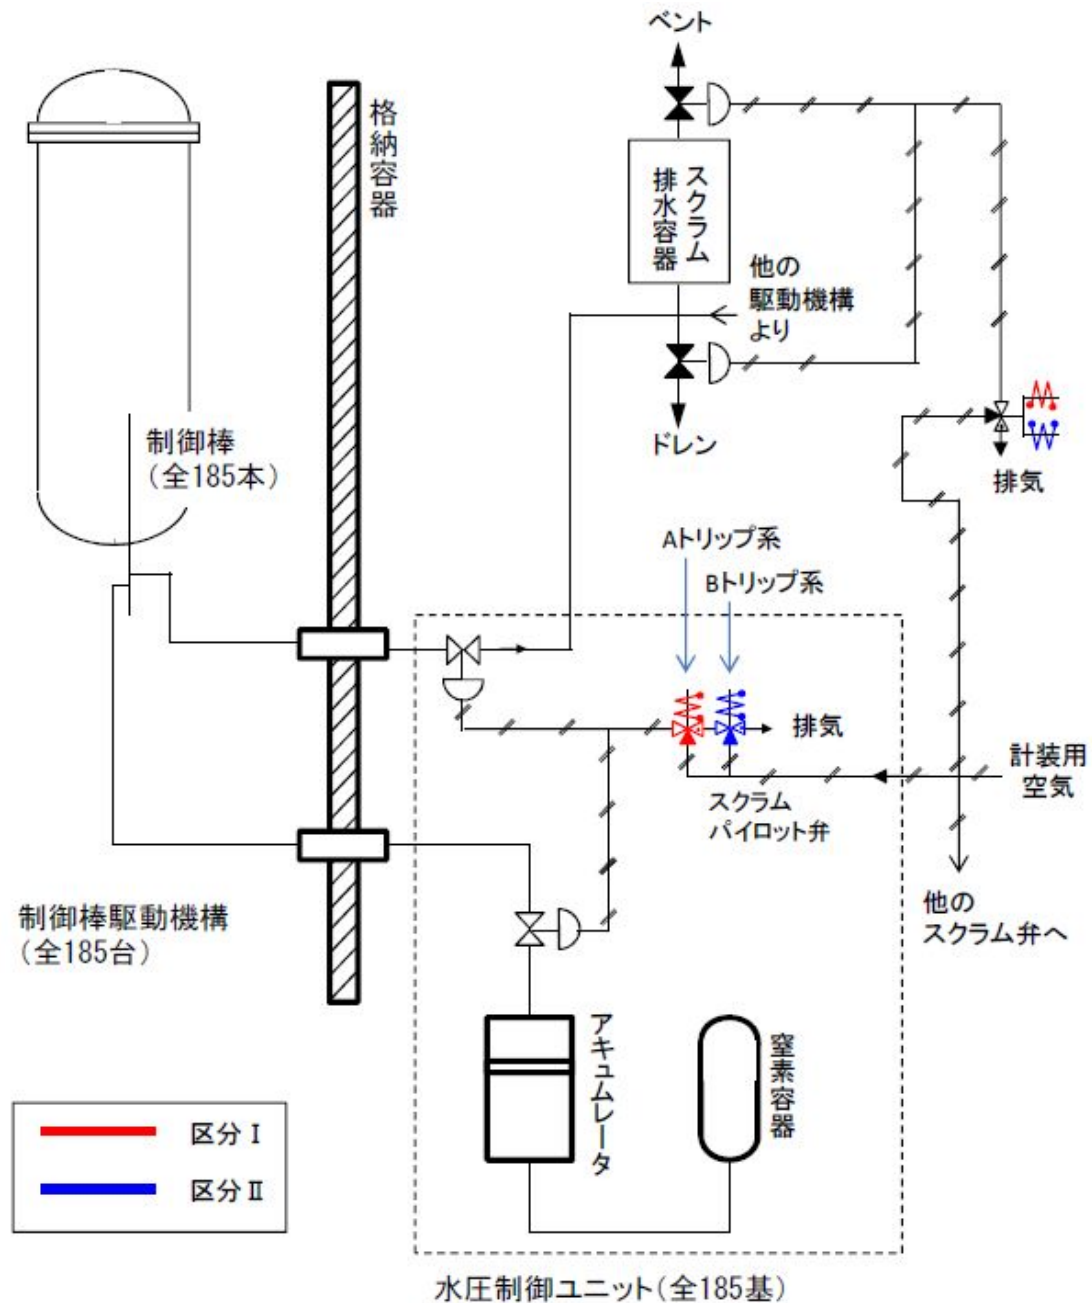 ベント
格納容器
スクラム
排水容器
他の
駆動機構
より
ドレン
排気
制御棒
（全185本）
Aトリップ系
Bトリップ系
排気
計装用
空気
スクラム
パイロット弁
他の
スクラム弁へ
制御棒駆動機構
（全185台）
アキュムレータ
窒素容器
区分Ⅰ
区分Ⅱ
水圧制御ユニット（全185基）